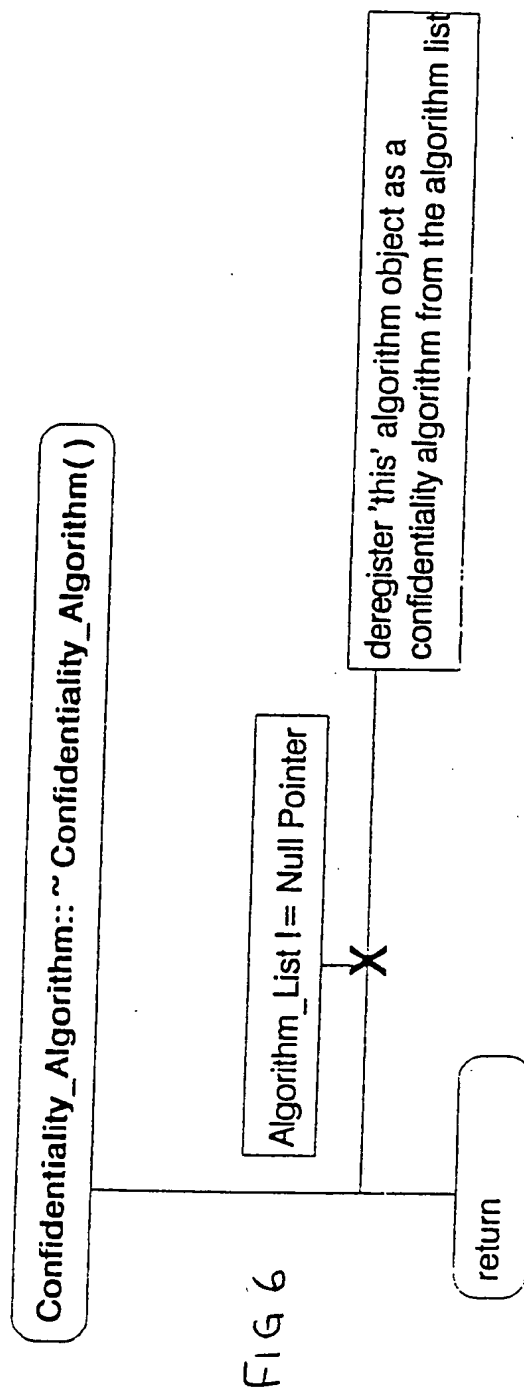 Confidentiality_Algorithm:: ~ Confidentiality_Algorithm( )
Algorithm_List != Null Pointer
deregister 'this' algorithm object as a
confidentiality algorithm from the algorithm list
X
return
FIG 6